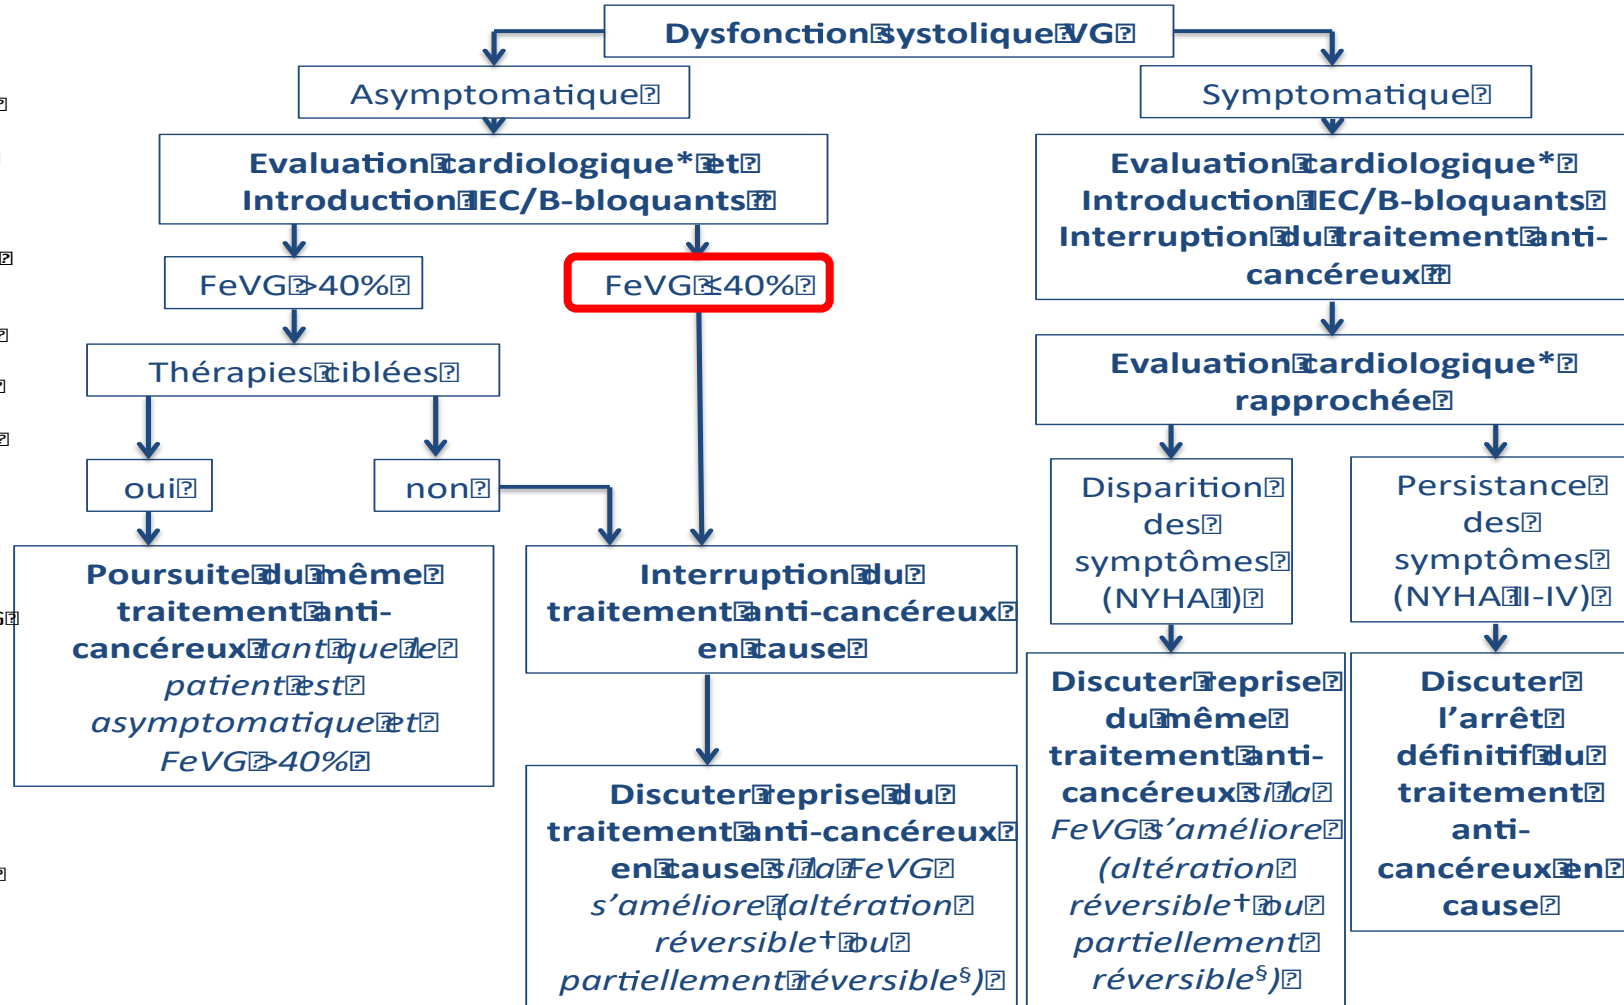 Dysfonction systolique VG
Asymptomatique
Symptomatique
Evaluation cardiologique* et
Introduction IEC/B-bloquants
Evaluation cardiologique*
Introduction IEC/B-bloquants
Interruption du traitement anti-
cancéreux
FeVG >40%
FeVG ≤40%
Thérapies ciblées
Evaluation cardiologique*
rapprochée
oui
non
Disparition
des
symptômes
(NYHA I)
Persistance
des
symptômes
(NYHA II-IV)
Poursuite du même
traitement anti-
cancéreux tant que le
patient est
asymptomatique et
FeVG >40%
Interruption du
traitement anti-cancéreux
en cause
Discuter reprise du
traitement anti-cancéreux
en cause si la FeVG
s'améliore (altération
réversible† ou
partiellement réversible§)
Discuter reprise
du même
traitement anti-
cancéreux si la
FeVG s'améliore
(altération
réversible† ou
partiellement
réversible§)
Discuter
l'arrêt
définitif du
traitement
anti-
cancéreux en
cause